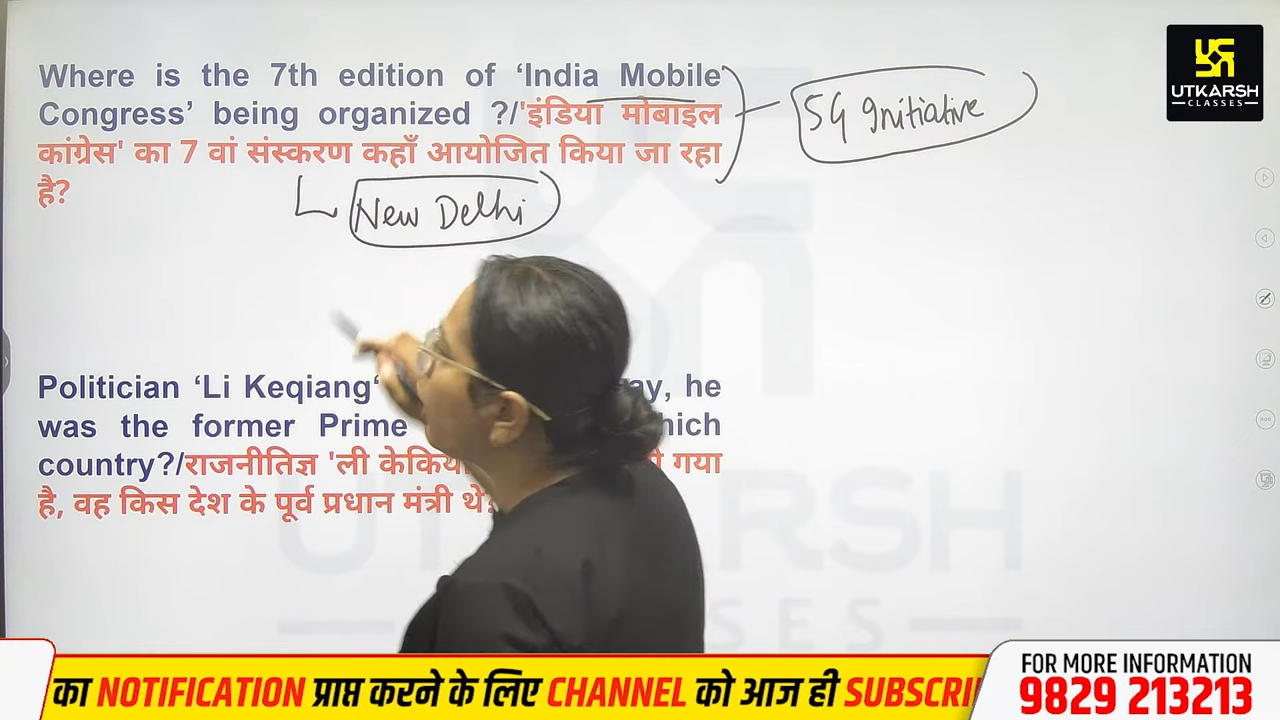 Where is the 7th edition of ‘India Mobile
Congress’ being organized ?/'इंडिया मोबाइल
कांग्रेस' का 7 वां संस्करण कहाँ आयोजित किया जा रहा
है?
5G Initiative
New Delhi
Politician ‘Li Keqiang‘ he
was the former Prime
country?/राजनीतिज्ञ 'ली गया
है, वह किस देश के पूर्व प्रधान मंत्री थे?
UTKARSH
CLASSES
का NOTIFICATION प्राप्त करने के लिए CHANNEL को आज ही
FOR MORE INFORMATION
9829 213213